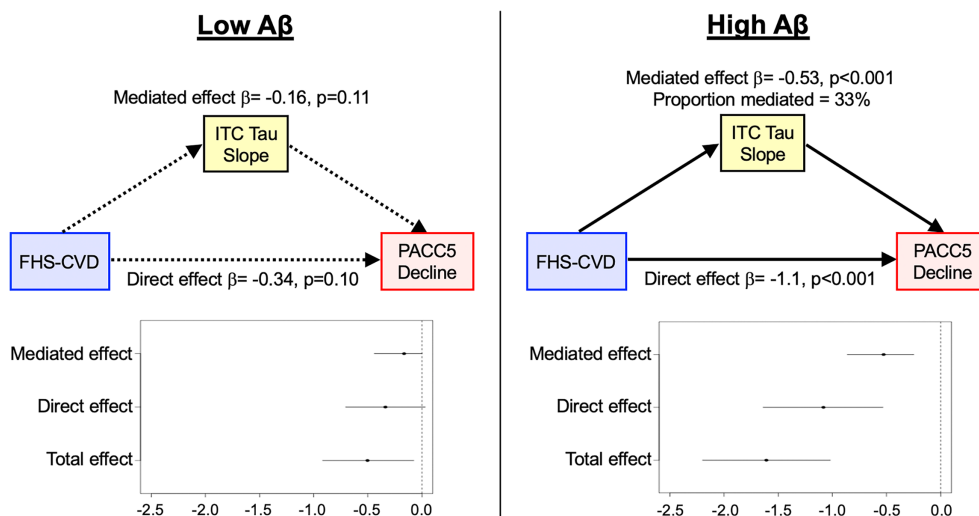 Low Aβ
Mediated effect β= -0.16, p=0.11
ITC Tau
Slope
FHS-CVD
PACC5
Decline
Direct effect β= -0.34, p=0.10
Mediated effect
Direct effect
Total effect
-2.5 -2.0 -1.5 -1.0 -0.5 0.0
High Aβ
Mediated effect β= -0.53, p<0.001
Proportion mediated = 33%
ITC Tau
Slope
FHS-CVD
PACC5
Decline
Direct effect β= -1.1, p<0.001
Mediated effect
Direct effect
Total effect
-2.5 -2.0 -1.5 -1.0 -0.5 0.0